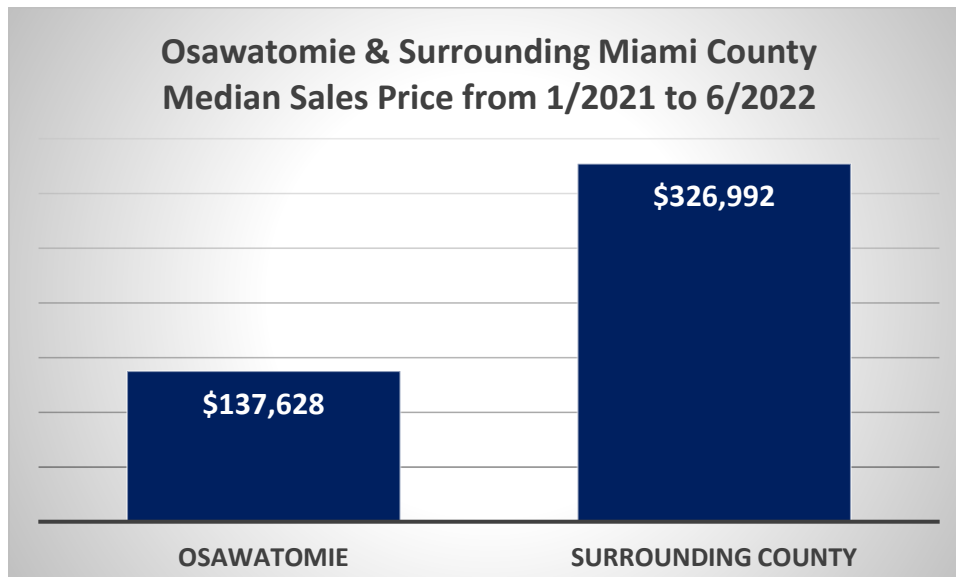 Osawatomie & Surrounding Miami County
Median Sales Price from 1/2021 to 6/2022
$326,992
$137,628
OSAWATOMIE
SURROUNDING COUNTY